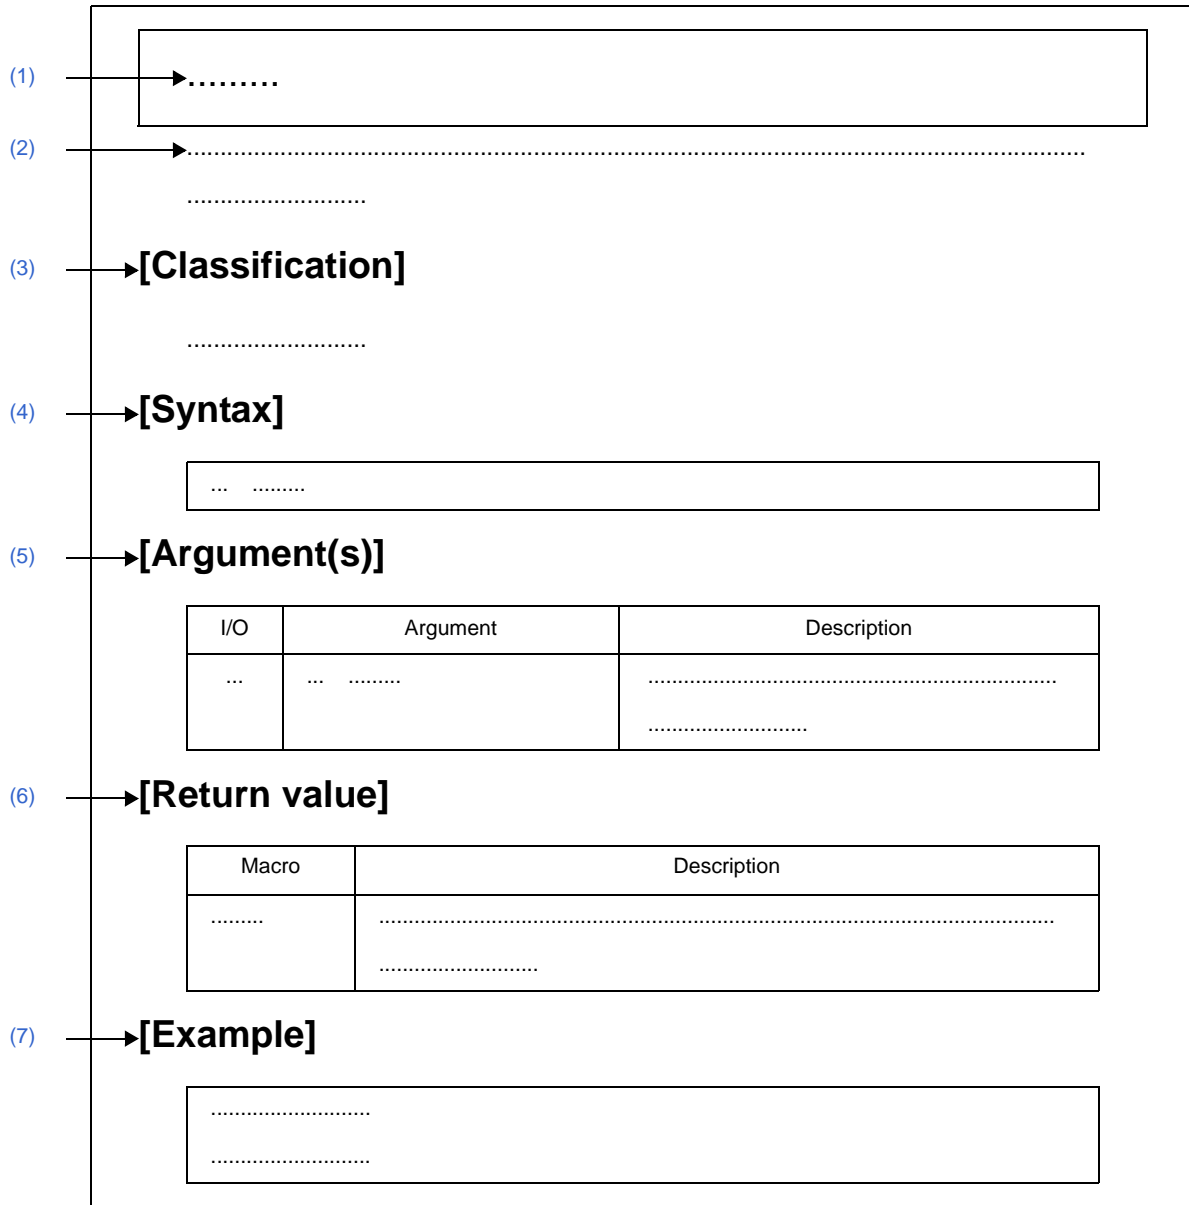 (1) .........
(2) ......................................................................................................................................
...........................
(3) [Classification]
...........................
(4) [Syntax]
... .........
(5) [Argument(s)]
I/O Argument Description
... ... ......... .....................................................................
...........................
(6) [Return value]
Macro Description
......... ..................................................................................................................
...........................
(7) [Example]
...........................
...........................